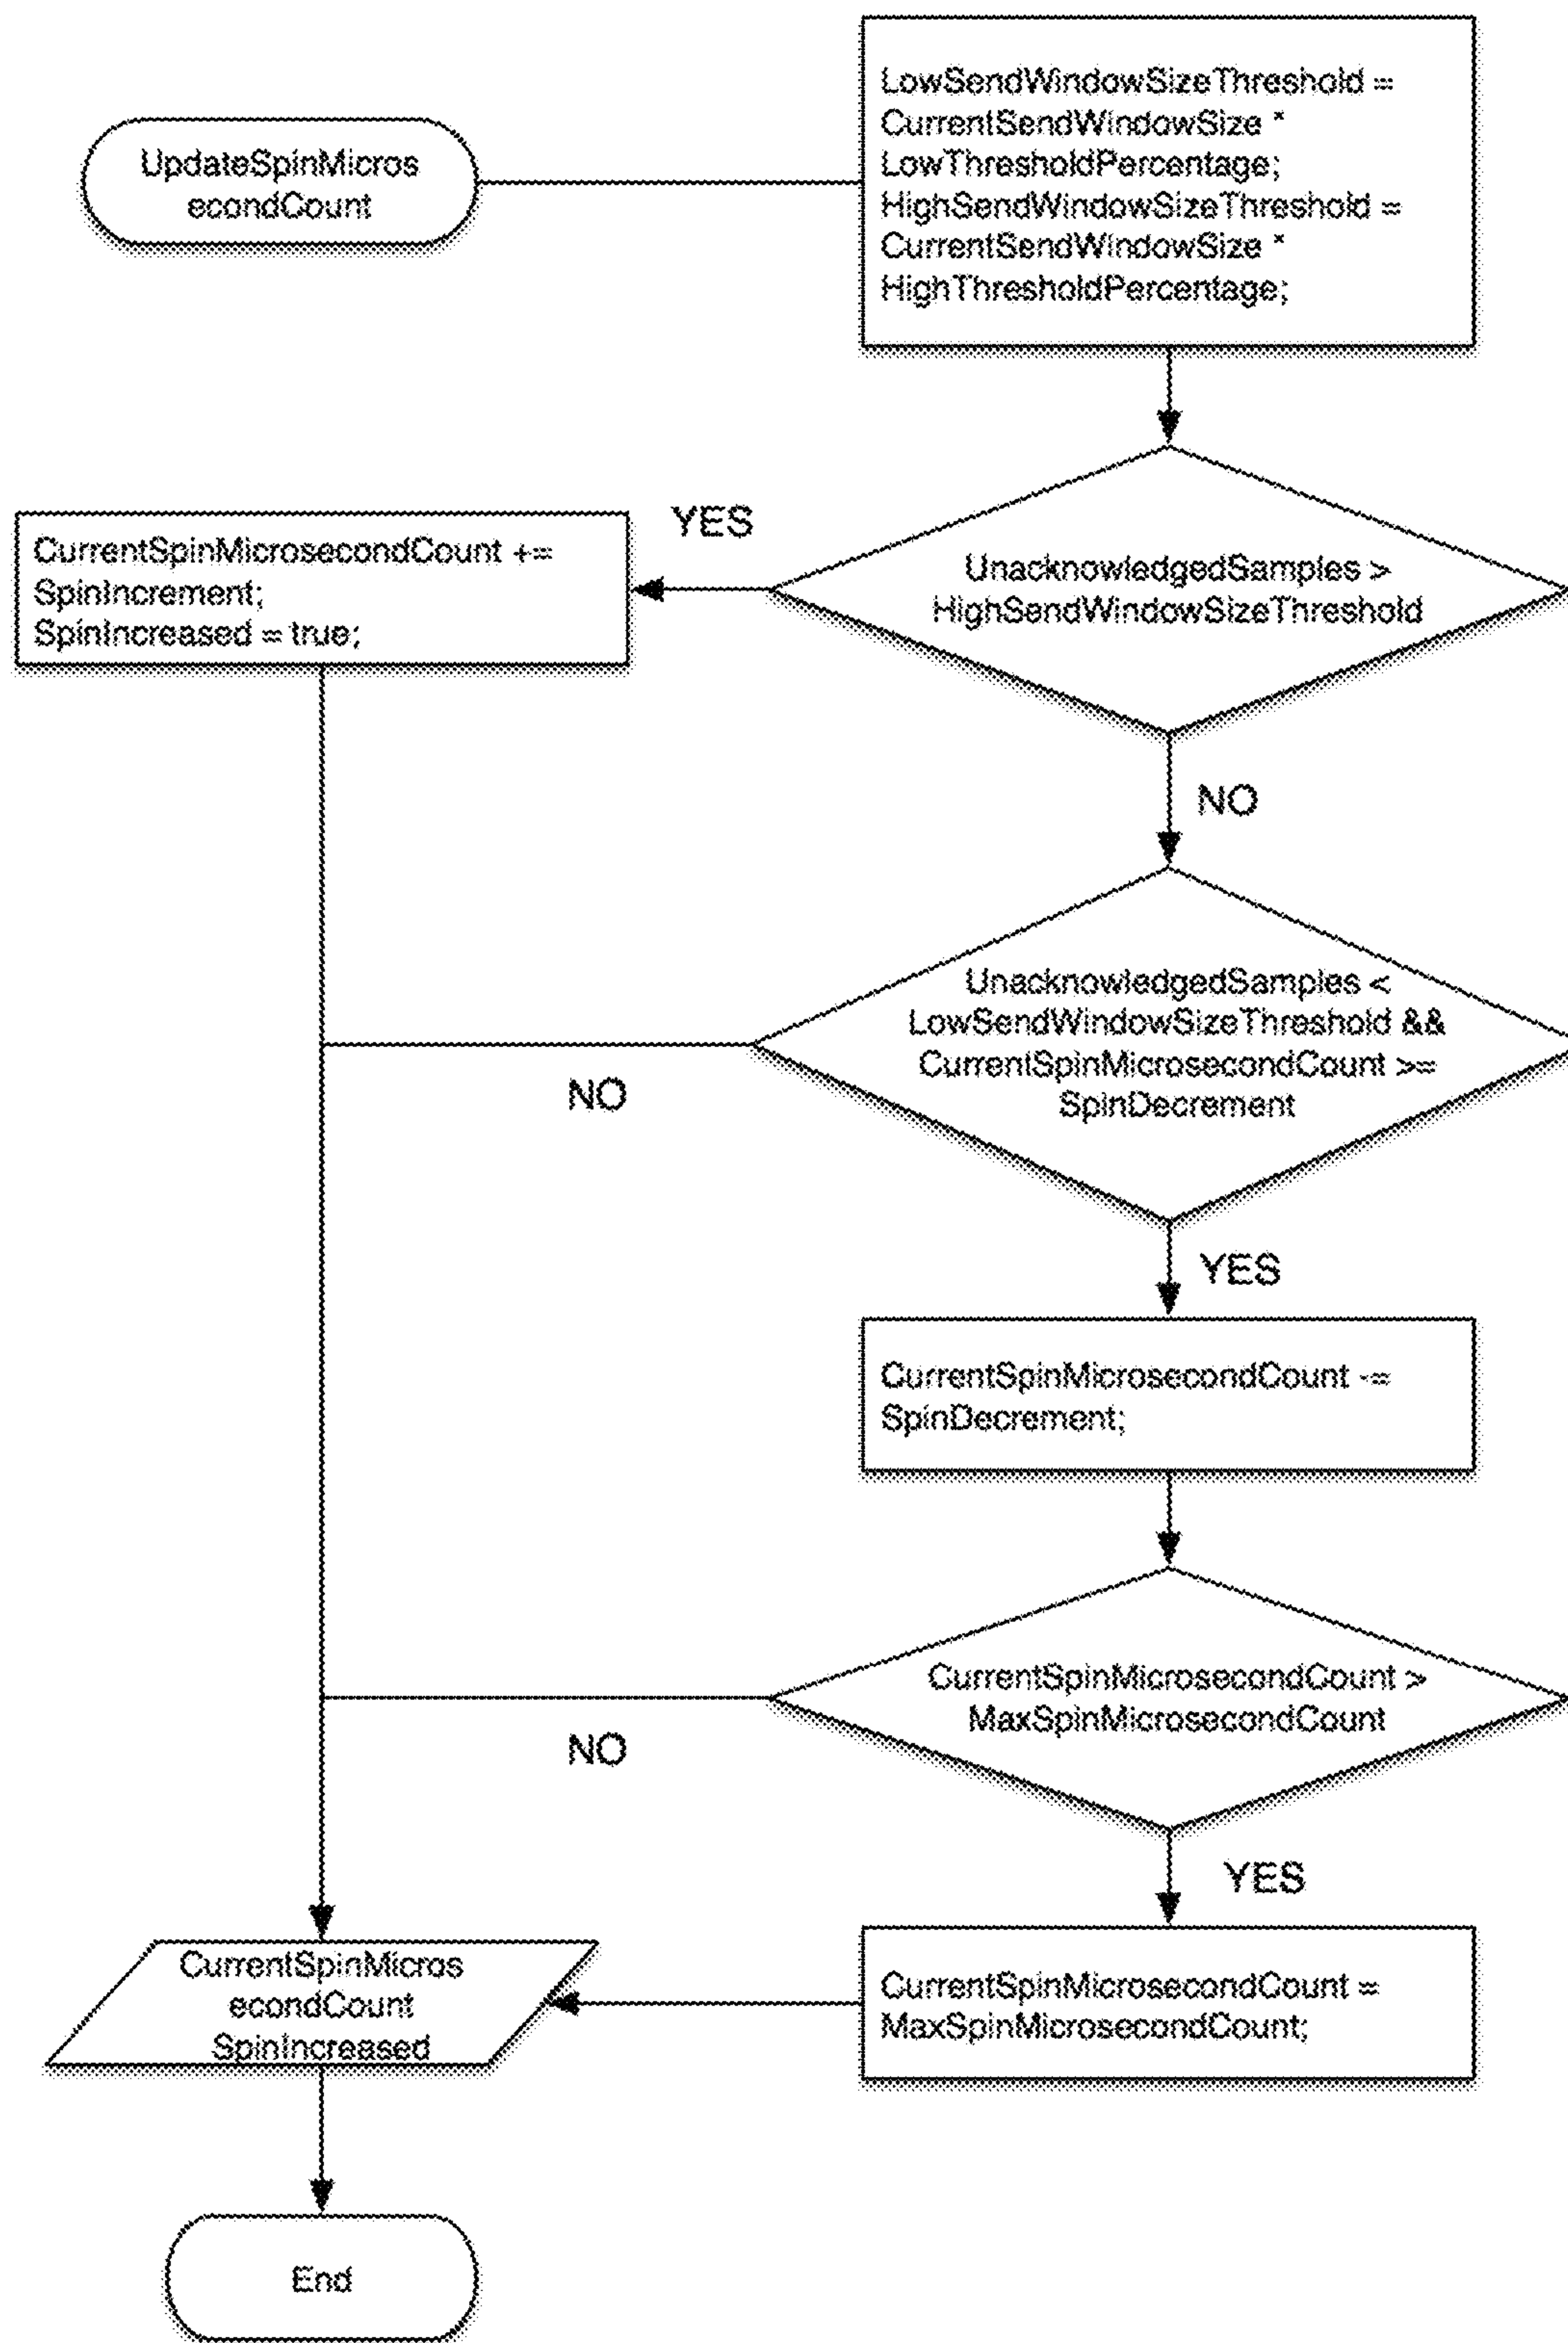 UpdateSpinMicros
econdCount
LowSendWindowSizeThreshold =
CurrentSendWindowSize *
LowThresholdPercentage;
HighSendWindowSizeThreshold =
CurrentSendWindowSize *
HighThresholdPercentage;
UnacknowledgedSamples >
HighSendWindowSizeThreshold
YES
CurrentSpinMicrosecondCount +=
SpinIncrement;
SpinIncreased = true;
NO
UnacknowledgedSamples <
LowSendWindowSizeThreshold &&
CurrentSpinMicrosecondCount >=
SpinDecrement
NO
YES
CurrentSpinMicrosecondCount -=
SpinDecrement;
CurrentSpinMicrosecondCount >
MaxSpinMicrosecondCount
NO
YES
CurrentSpinMicrosecondCount =
MaxSpinMicrosecondCount;
CurrentSpinMicros
econdCount
SpinIncreased
End